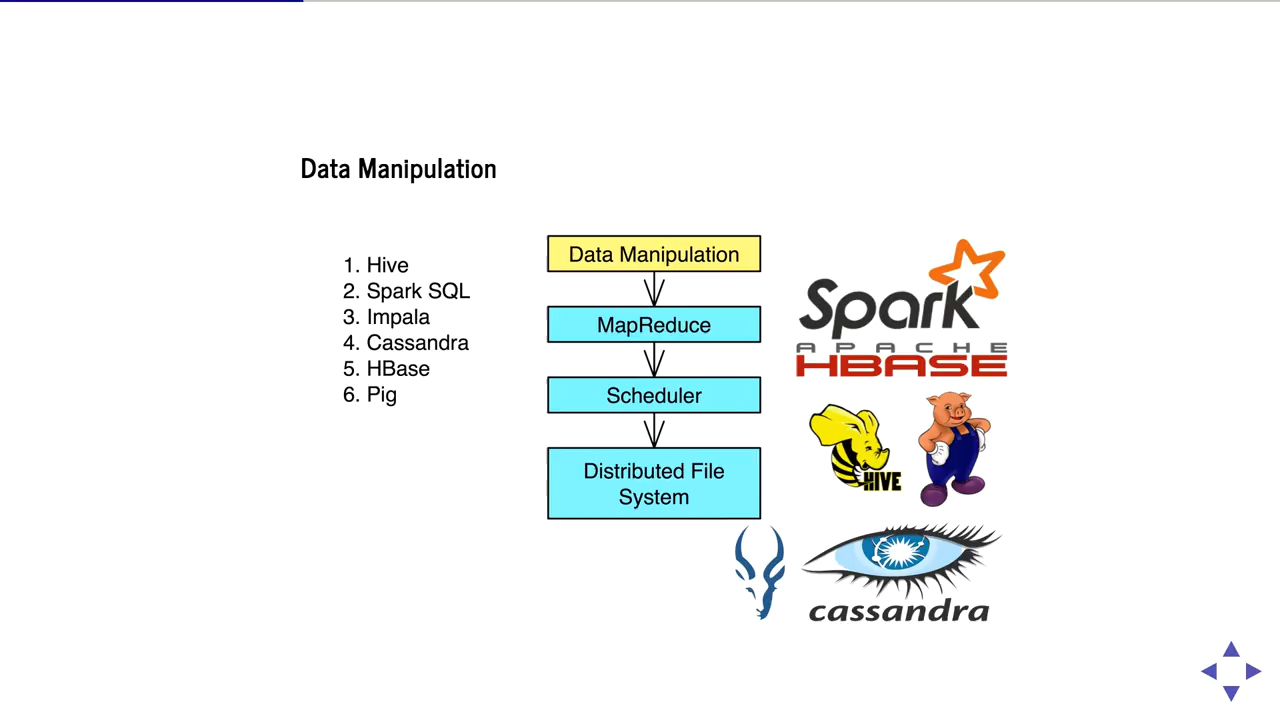 Data Manipulation
1. Hive
2. Spark SQL
3. Impala
4. Cassandra
5. HBase
6. Pig
Data Manipulation
MapReduce
Scheduler
Distributed File
System
Spark
APACHE
HBASE
HIVE
cassandra